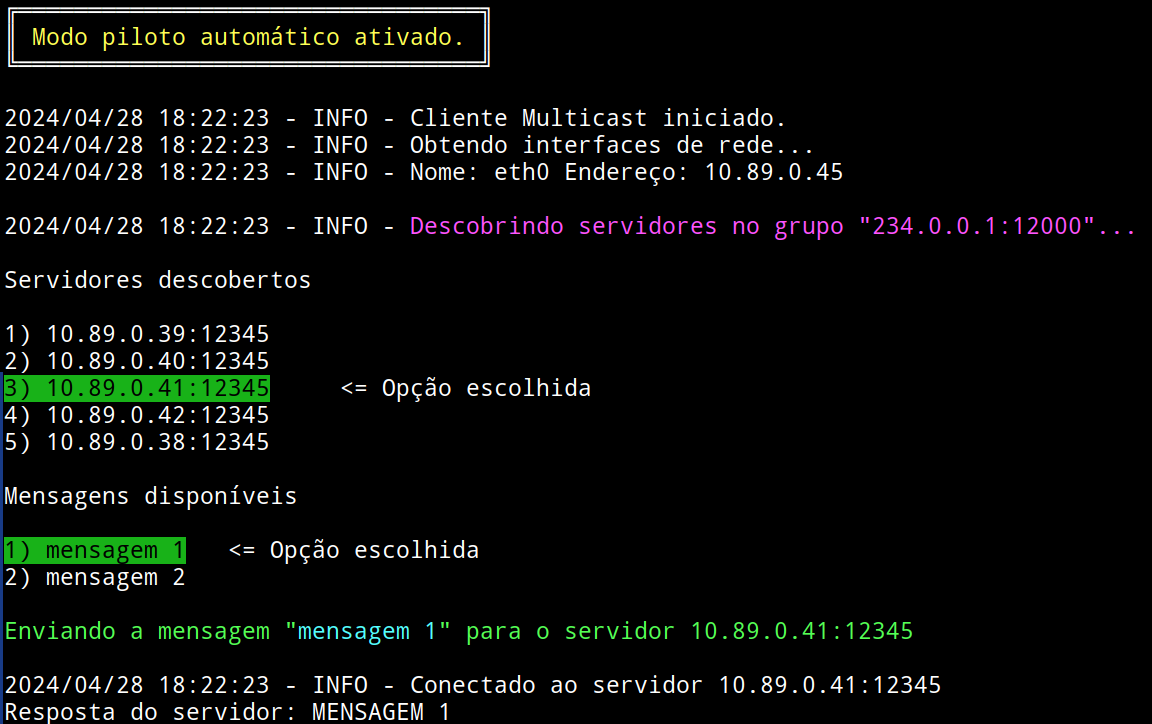 Modo piloto automático ativado.
2024/04/28 18:22:23 - INFO - Cliente Multicast iniciado.
2024/04/28 18:22:23 - INFO - Obtendo interfaces de rede...
2024/04/28 18:22:23 - INFO - Nome: eth0 Endereço: 10.89.0.45
2024/04/28 18:22:23 - INFO - Descobrindo servidores no grupo "234.0.0.1:12000"...
Servidores descobertos
1) 10.89.0.39:12345
2) 10.89.0.40:12345
3) 10.89.0.41:12345 <= Opção escolhida
4) 10.89.0.42:12345
5) 10.89.0.38:12345
Mensagens disponíveis
1) mensagem 1 <= Opção escolhida
2) mensagem 2
Enviando a mensagem "mensagem 1" para o servidor 10.89.0.41:12345
2024/04/28 18:22:23 - INFO - Conectado ao servidor 10.89.0.41:12345
Resposta do servidor: MENSAGEM 1